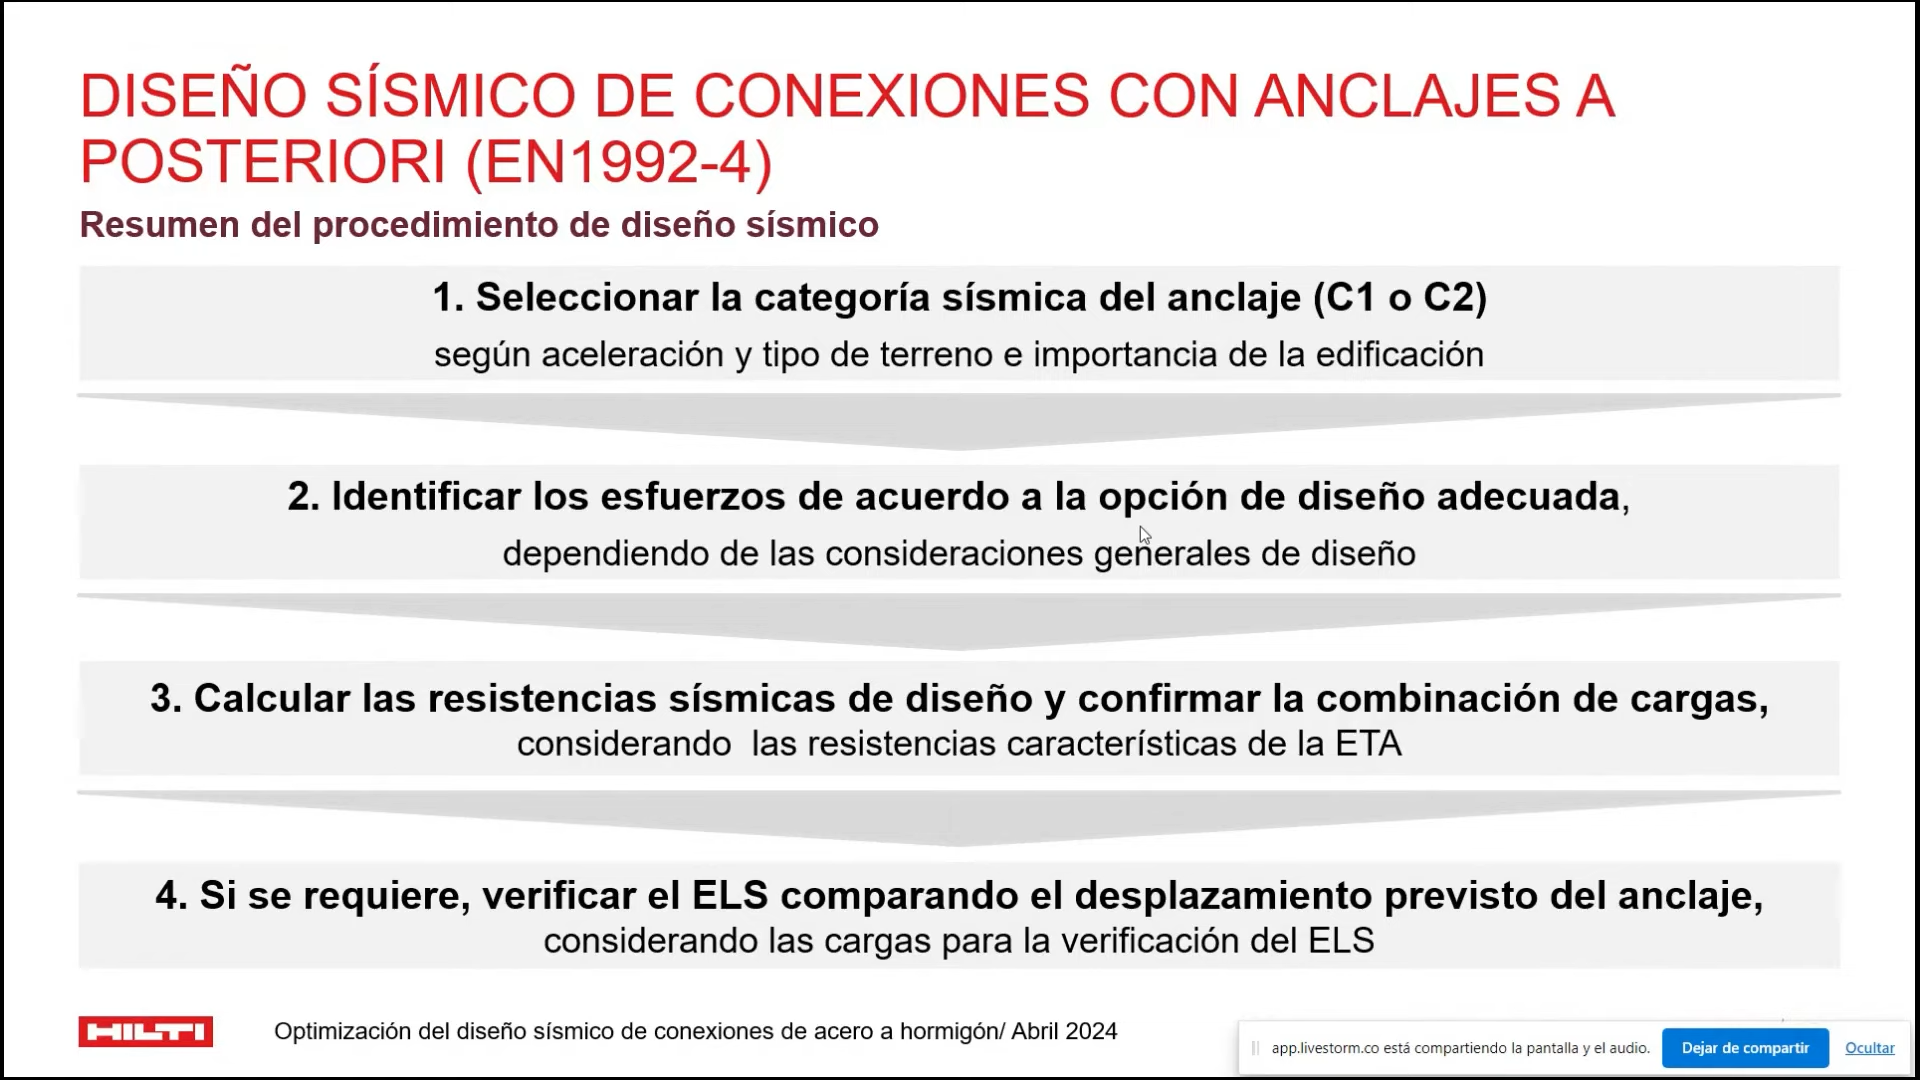 DISEÑO SÍSMICO DE CONEXIONES CON ANCLAJES A
POSTERIORI (EN1992-4)
Resumen del procedimiento de diseño sísmico
1. Seleccionar la categoría sísmica del anclaje (C1 o C2)
según aceleración y tipo de terreno e importancia de la edificación
2. Identificar los esfuerzos de acuerdo a la opción de diseño adecuada,
dependiendo de las consideraciones generales de diseño
3. Calcular las resistencias sísmicas de diseño y confirmar la combinación de cargas,
considerando las resistencias características de la ETA
4. Si se requiere, verificar el ELS comparando el desplazamiento previsto del anclaje,
considerando las cargas para la verificación del ELS
HILTI
Optimización del diseño sísmico de conexiones de acero a hormigón/ Abril 2024
app.livestorm.co está compartiendo la pantalla y el audio.
Dejar de compartir
Ocultar